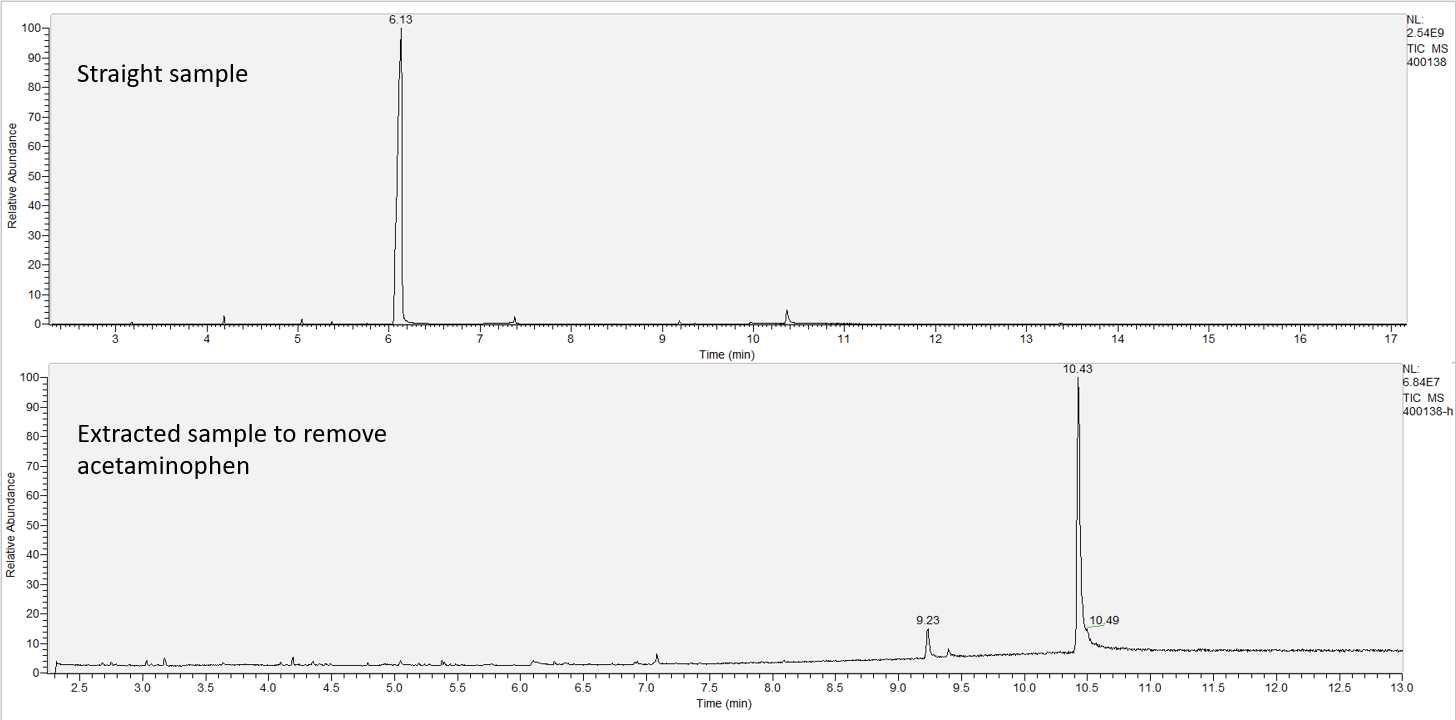 6.13
NL:
2.54E9
TIC MS
400138
Straight sample
Relative Abundance
100
90
80
70
60
50
40
30
20
10
0
3 4 5 6 7 8 9 10 11 12 13 14 15 16 17
Time (min)
10.43
NL:
6.84E7
TIC MS
400138-h
Extracted sample to remove
acetaminophen
Relative Abundance
100
90
80
70
60
50
40
30
20
10
0
9.23
10.49
2.5 3.0 3.5 4.0 4.5 5.0 5.5 6.0 6.5 7.0 7.5 8.0 8.5 9.0 9.5 10.0 10.5 11.0 11.5 12.0 12.5 13.0
Time (min)